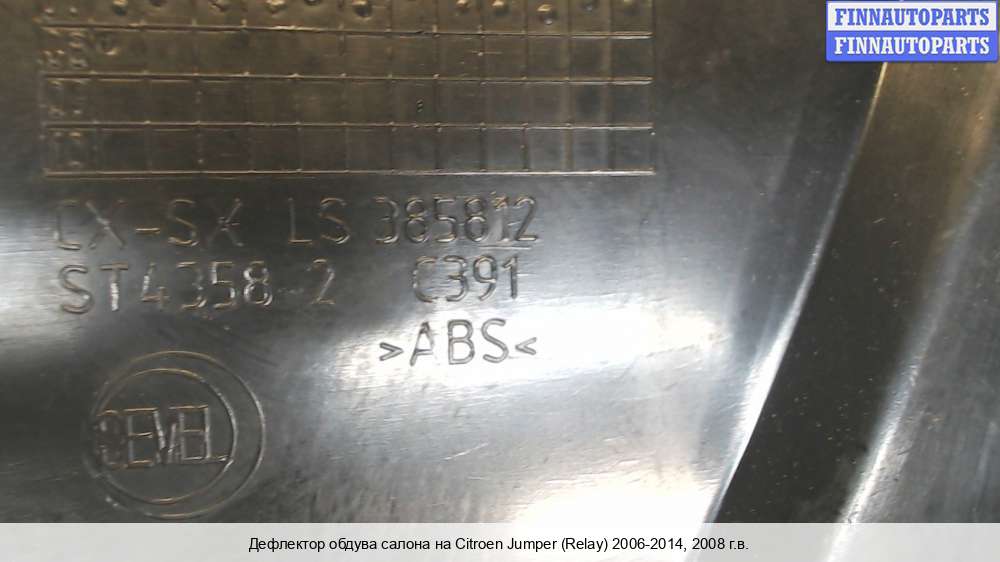 FINNAUTOPARTS
FINNAUTOPARTS
CX-SX LS 385812
ST4358-2 C391
>ABS<
Дефлектор обдува салона на Citroen Jumper (Relay) 2006-2014, 2008 г.в.